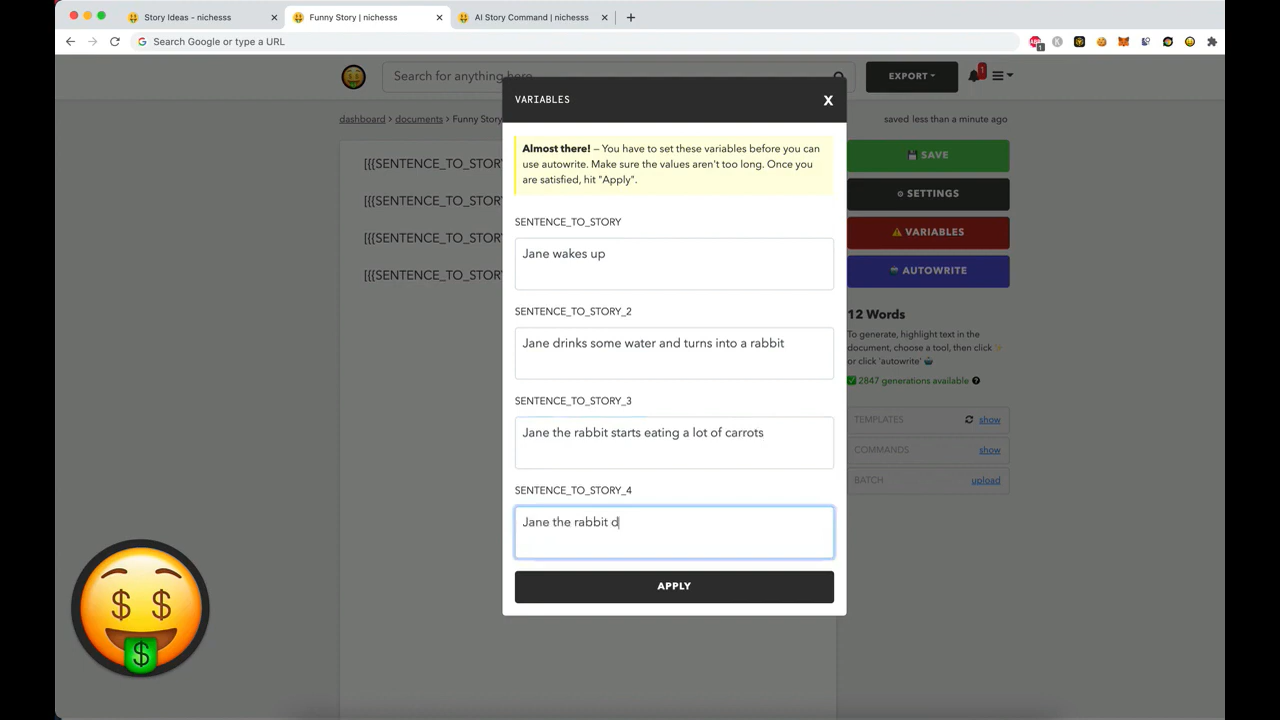 Story Ideas - nichesss
Funny Story | nichesss
AI Story Command | nichesss
Search Google or type a URL
1
Search for anything here
EXPORT
1
dashboard > documents > Funny Story
saved less than a minute ago
VARIABLES
X
Almost there! – You have to set these variables before you can
use autowrite. Make sure the values aren't too long. Once you
are satisfied, hit "Apply".
SENTENCE_TO_STORY
Jane wakes up
SENTENCE_TO_STORY_2
Jane drinks some water and turns into a rabbit
SENTENCE_TO_STORY_3
Jane the rabbit starts eating a lot of carrots
SENTENCE_TO_STORY_4
Jane the rabbit d
APPLY
[{{SENTENCE_TO_STORY
[{{SENTENCE_TO_STORY
[{{SENTENCE_TO_STORY
[{{SENTENCE_TO_STORY
SAVE
SETTINGS
VARIABLES
AUTOWRITE
12 Words
To generate, highlight text in the
document, choose a tool, then click
or click 'autowrite'
2847 generations available
TEMPLATES show
COMMANDS show
BATCH upload